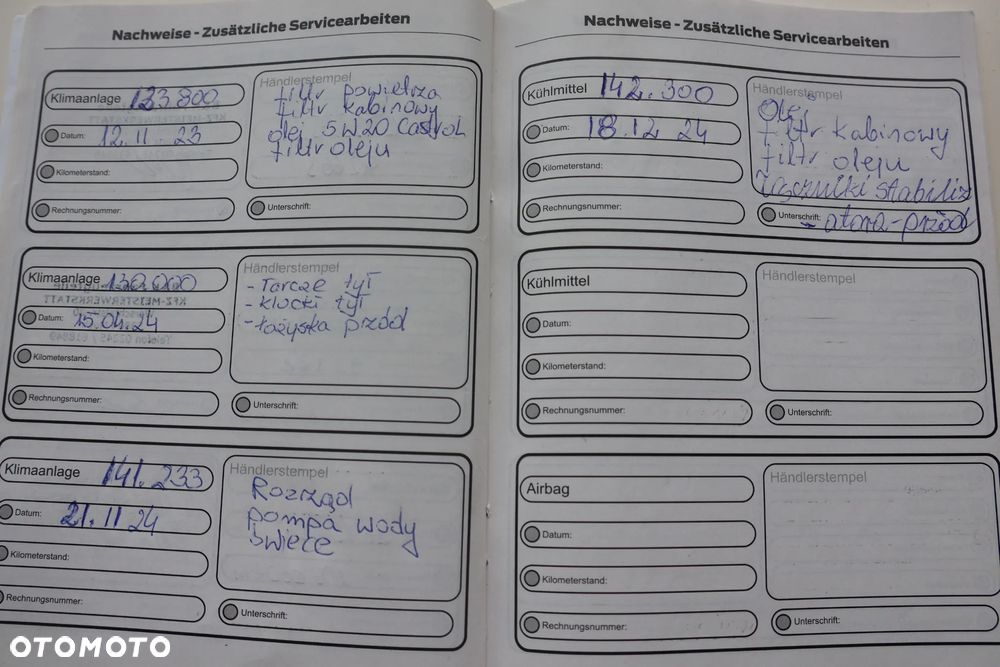 Nachweise - Zusätzliche Servicearbeiten
Klimaanlage 123.800
Datum: 12.11.23
Kilometerstand:
Rechnungsnummer:
Händlerstempel
filtr powietrza
filtr kabinowy
olej 5W20 Castrol
filtr oleju
Unterschrift:
Klimaanlage 130.000
Datum: 15.04.24
Kilometerstand:
Rechnungsnummer:
Händlerstempel
- Tarcze tył
- klocki tył
- łożyska przód
Unterschrift:
Klimaanlage 141.233
Datum: 21.11 24
Kilometerstand:
Rechnungsnummer:
Händlerstempel
Rozrząd
pompa wody
świece
Unterschrift:
Nachweise - Zusätzliche Servicearbeiten
Kühlmittel 142.300
Datum: 18.12 24
Kilometerstand:
Rechnungsnummer:
Händlerstempel
Olej
filtr kabinowy
filtr oleju
łączniki stabiliz
Unterschrift: - atora - przód
Kühlmittel
Datum:
Kilometerstand:
Rechnungsnummer:
Händlerstempel
Unterschrift:
Airbag
Datum:
Kilometerstand:
Rechnungsnummer:
Händlerstempel
Unterschrift:
OTOMOTO